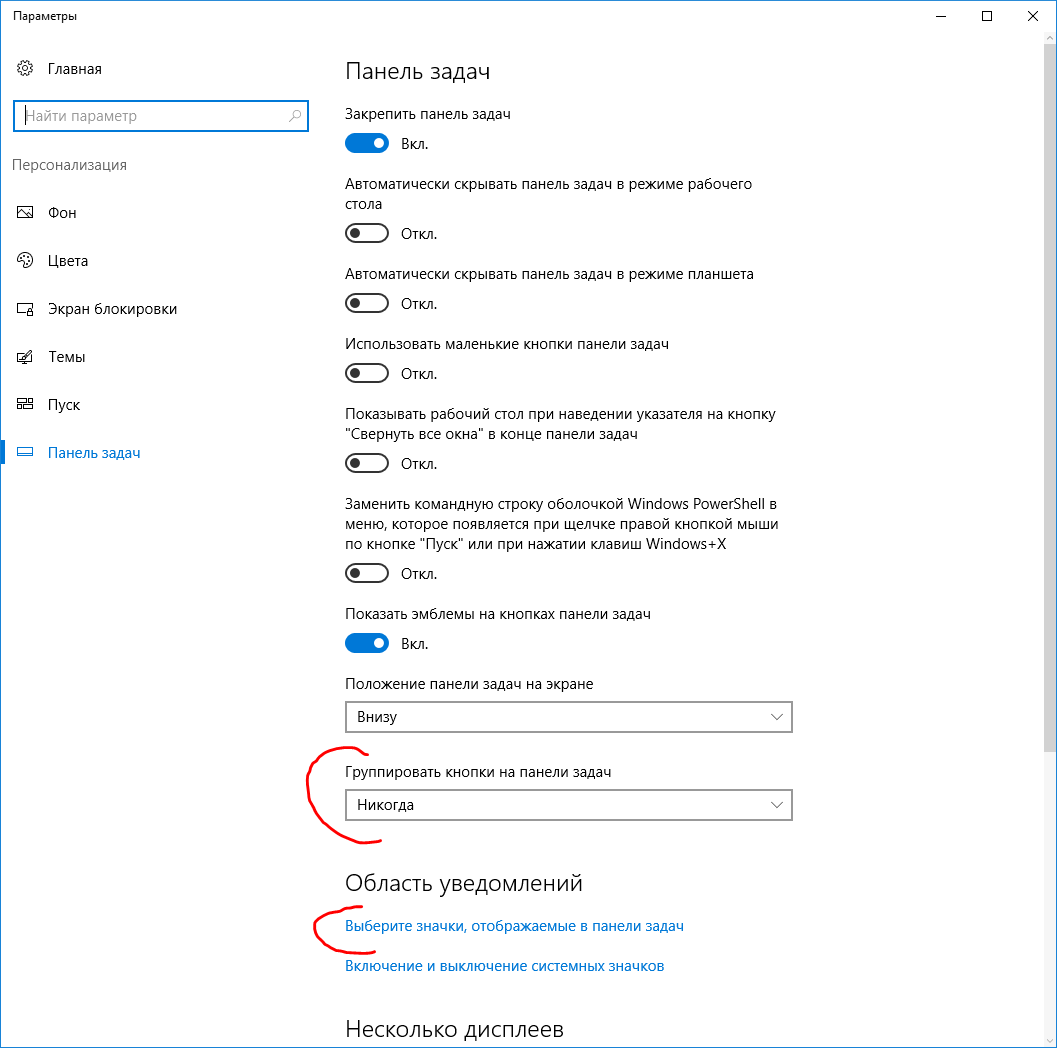 Параметры
Главная
Найти параметр
Персонализация
Фон
Цвета
Экран блокировки
Темы
Пуск
Панель задач
Панель задач
Закрепить панель задач
Вкл.
Автоматически скрывать панель задач в режиме рабочего
стола
Откл.
Автоматически скрывать панель задач в режиме планшета
Откл.
Использовать маленькие кнопки панели задач
Откл.
Показывать рабочий стол при наведении указателя на кнопку
"Свернуть все окна" в конце панели задач
Откл.
Заменить командную строку оболочкой Windows PowerShell в
меню, которое появляется при щелчке правой кнопкой мыши
по кнопке "Пуск" или при нажатии клавиш Windows+X
Откл.
Показать эмблемы на кнопках панели задач
Вкл.
Положение панели задач на экране
Внизу
Группировать кнопки на панели задач
Никогда
Область уведомлений
Выберите значки, отображаемые в панели задач
Включение и выключение системных значков
Несколько дисплеев